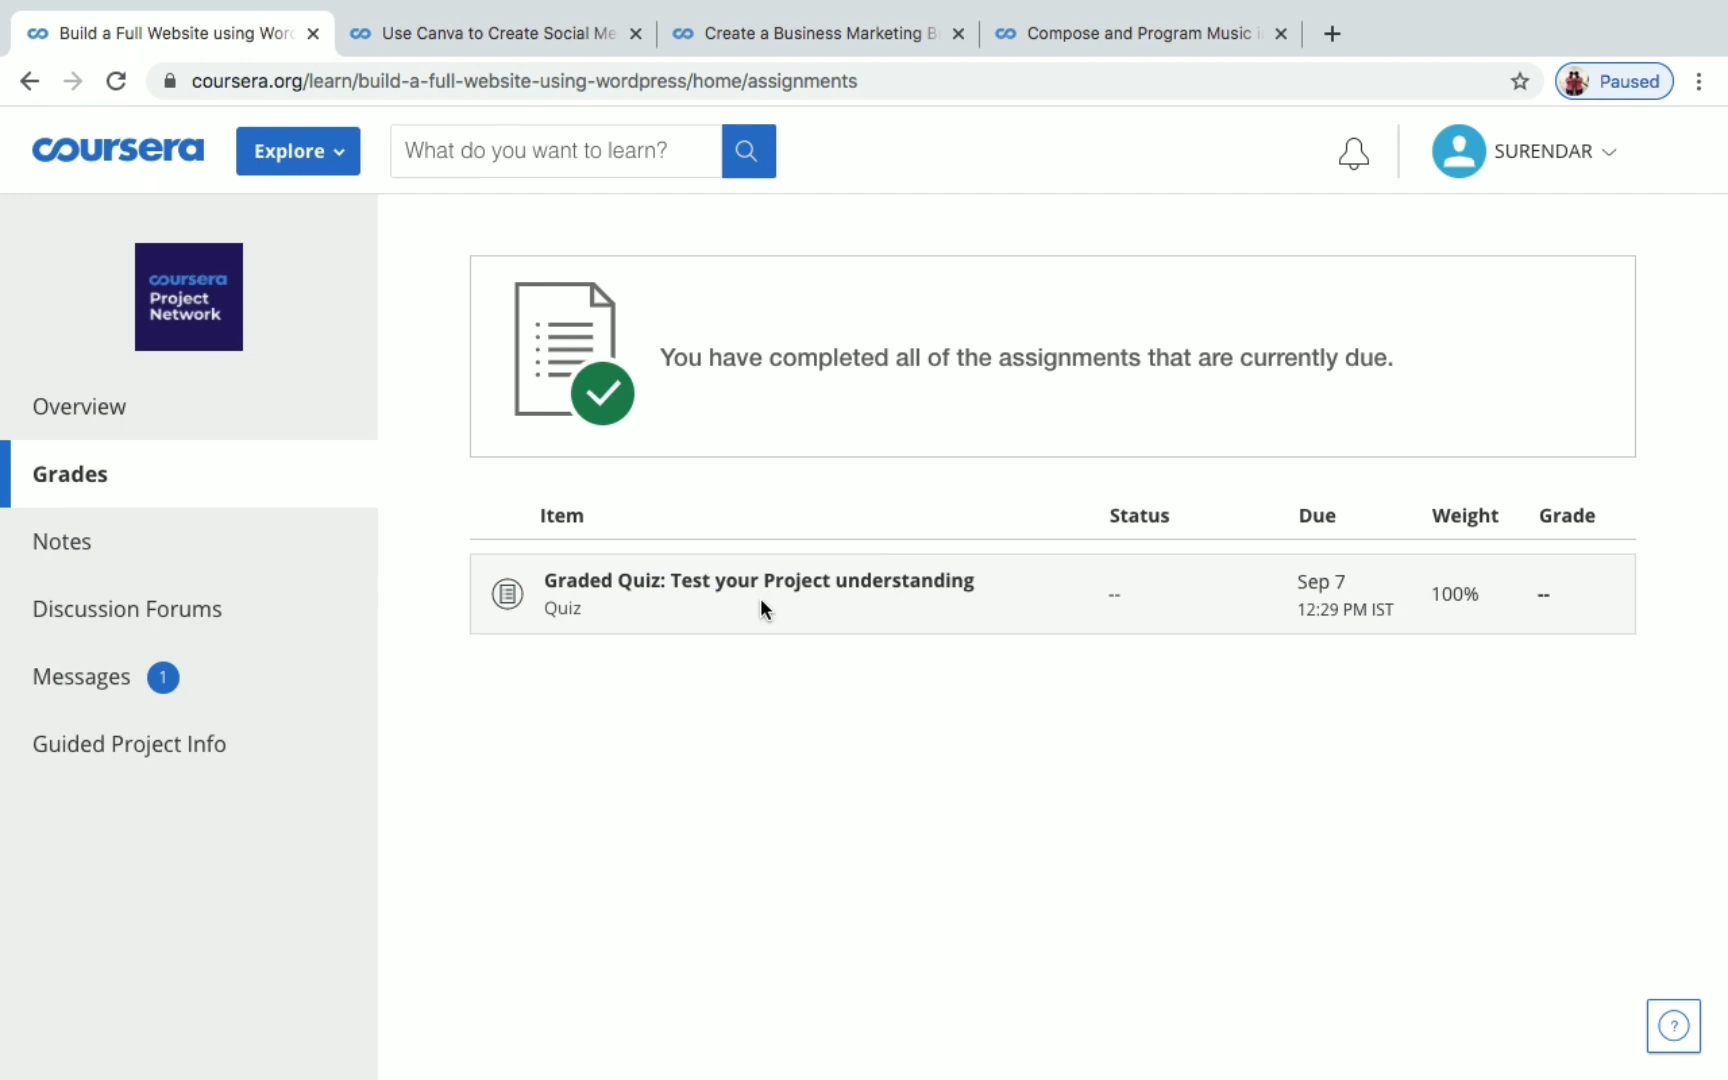 Build a Full Website using Wor
Use Canva to Create Social Me
Create a Business Marketing B
Compose and Program Music i
coursera.org/learn/build-a-full-website-using-wordpress/home/assignments
Paused
coursera
Explore
What do you want to learn?
SURENDAR
coursera
Project
Network
Overview
Grades
Notes
Discussion Forums
Messages 1
Guided Project Info
You have completed all of the assignments that are currently due.
Item Status Due Weight Grade
Graded Quiz: Test your Project understanding
Quiz
--
Sep 7
12:29 PM IST
100%
--
?